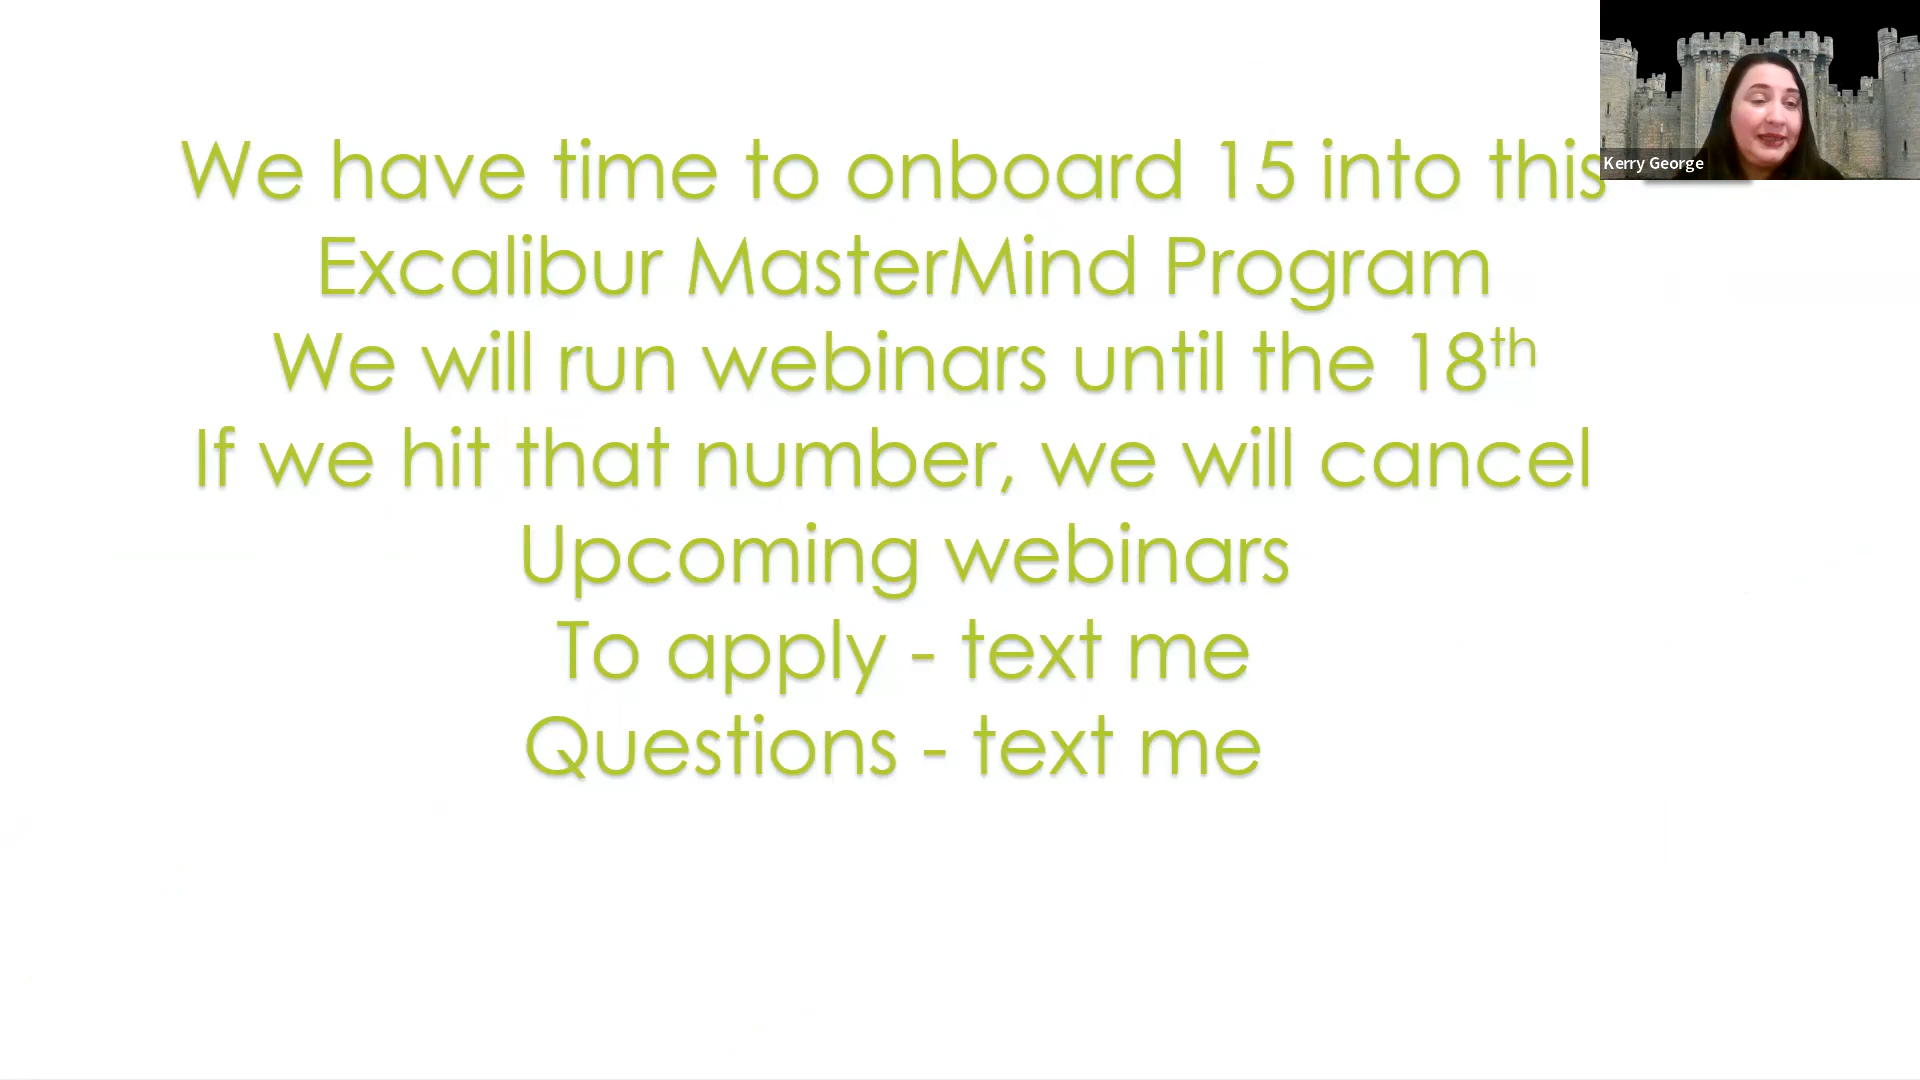 We have time to onboard 15 into this
Kerry George
Excalibur MasterMind Program
We will run webinars until the 18th
If we hit that number, we will cancel
Upcoming webinars
To apply - text me
Questions - text me